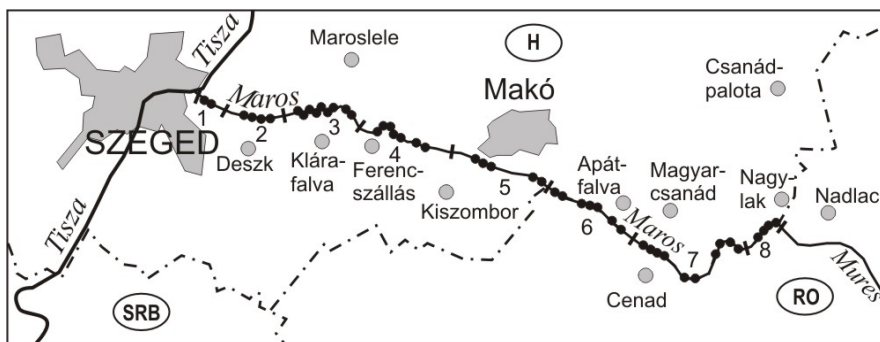 Tisza
Maroslele
H
Csanád-
palota
Makó
Maros
1
2
3
4
SZEGED
Deszk
Klára-
falva
Ferenc-
szállás
Kiszombor
5
Apát-
falva
Magyar-
csanád
Nagy-
lak
Nadlac
6
Maros
7
8
Tisza
Cenad
SRB
RO
Mures